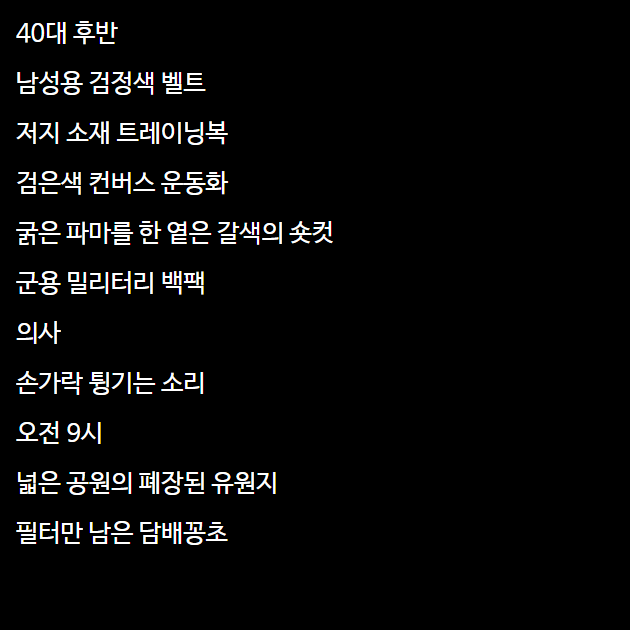 40대 후반
남성용 검정색 벨트
저지 소재 트레이닝복
검은색 컨버스 운동화
굵은 파마를 한 옅은 갈색의 숏컷
군용 밀리터리 백팩
의사
손가락 튕기는 소리
오전 9시
넓은 공원의 폐장된 유원지
필터만 남은 담배꽁초